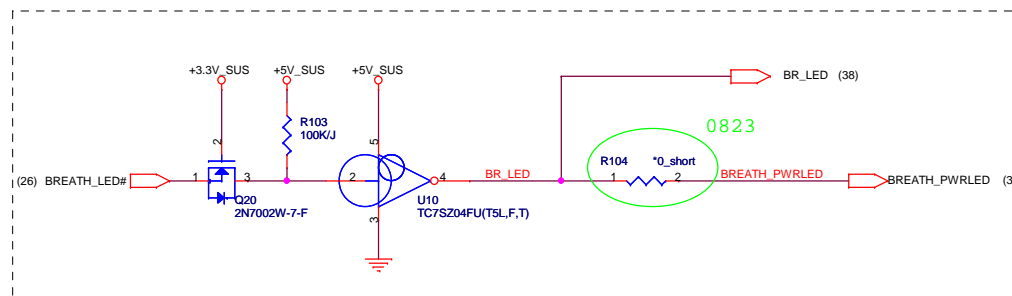 +3.3V_SUS
+5V_SUS
+5V_SUS
BR_LED (38)
0823
2
R103
100K/J
5
R104
*0_short
(26) BREATH_LED#
1
3
2
4
BR_LED
1
2
BREATH_PWRLED
BREATH_PWRLED (3
Q20
2N7002W-7-F
3
U10
TC7SZ04FU(T5L,F,T)